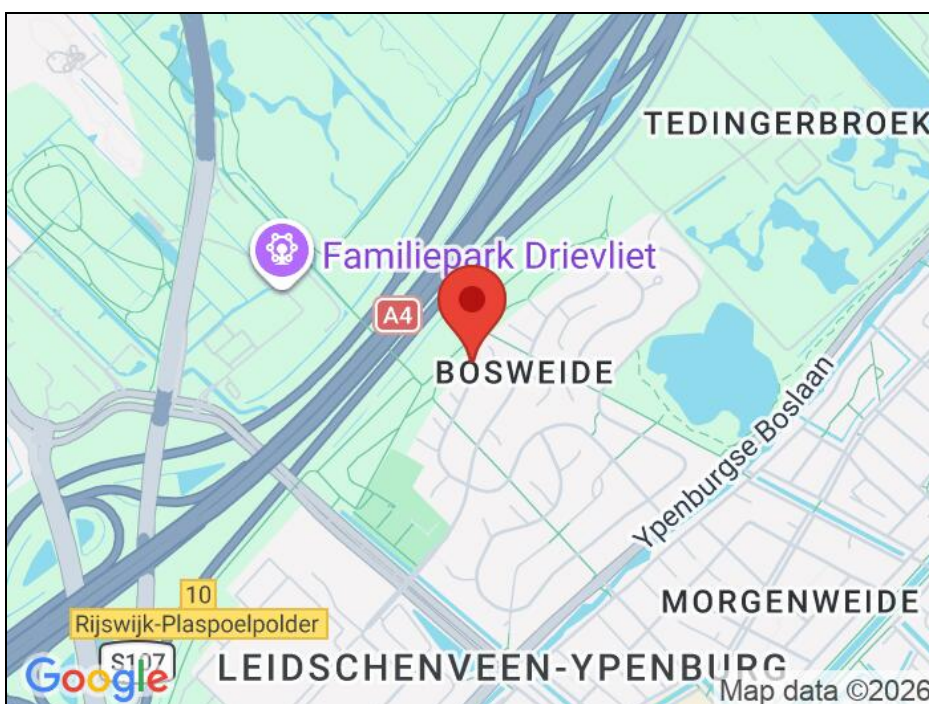 TEDINGERBROEK
Familiepark Drievliet
A4
BOSWEIDE
Ypenburgse Boslaan
10
Rijswijk-Plaspoelpolder
MORGENWEIDE
S107
LEIDSCHENVEEN-YPENBURG
Google
Map data ©2026